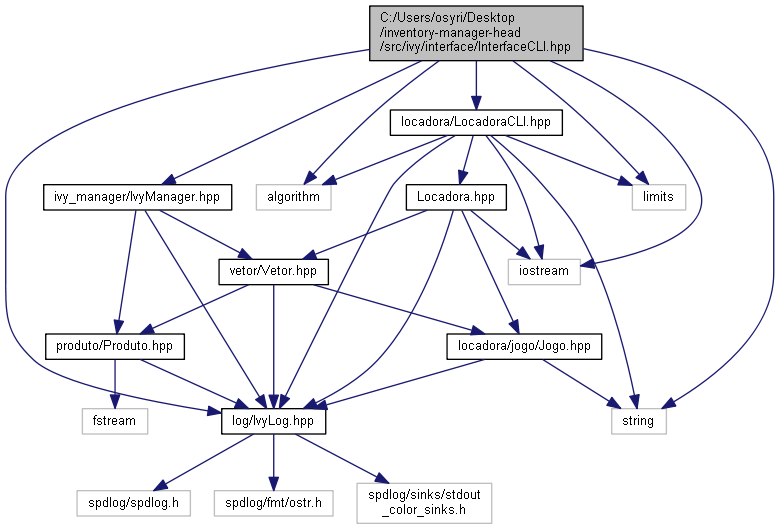 C:/Users/osyri/Desktop
/inventory-manager-head
/src/ivy/interface/InterfaceCLI.hpp
locadora/LocadoraCLI.hpp
ivy_manager/IvyManager.hpp
algorithm
Locadora.hpp
limits
vetor/Vetor.hpp
iostream
produto/Produto.hpp
locadora/jogo/Jogo.hpp
fstream
log/IvyLog.hpp
string
spdlog/spdlog.h
spdlog/fmt/ostr.h
spdlog/sinks/stdout
_color_sinks.h